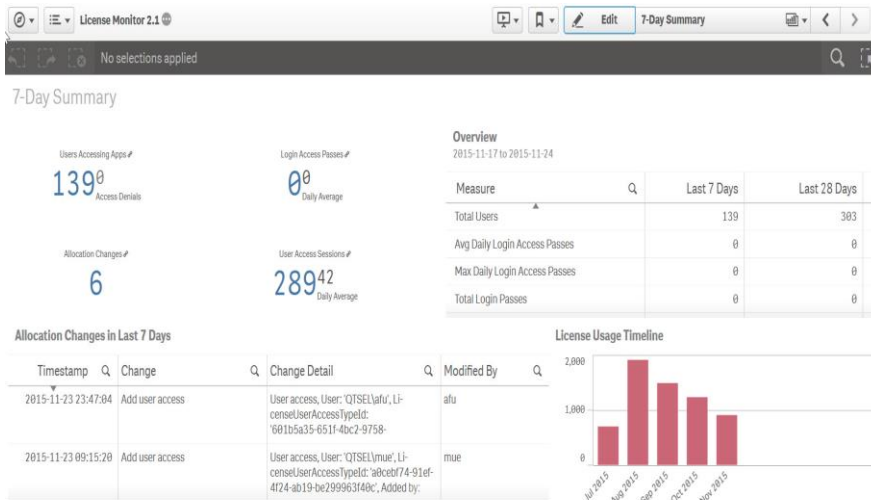 License Monitor 2.1
Edit
7-Day Summary
No selections applied
7-Day Summary
Users Accessing Apps
139 0
Access Denials
Login Access Passes
0 0
Daily Average
Allocation Changes
6
User Access Sessions
289 42
Daily Average
Overview
2015-11-17 to 2015-11-24
Measure Last 7 Days Last 28 Days
Total Users 139 303
Avg Daily Login Access Passes 0 0
Max Daily Login Access Passes 0 0
Total Login Passes 0 0
Allocation Changes in Last 7 Days
Timestamp Change Change Detail Modified By
2015-11-23 23:47:04 Add user access User access, User: 'QTSEL\afu', Li- afu
censeUserAccessTypeId:
'601b5a35-651f-4bc2-9758-
2015-11-23 09:15:20 Add user access User access, User: 'QTSEL\mue', Li- mue
censeUserAccessTypeId: 'a0cebf74-91ef-
4f24-ab19-be299963f40c', Added by:
License Usage Timeline
2,000
1,000
0
Jul 2015
Aug 2015
Sep 2015
Oct 2015
Nov 2015